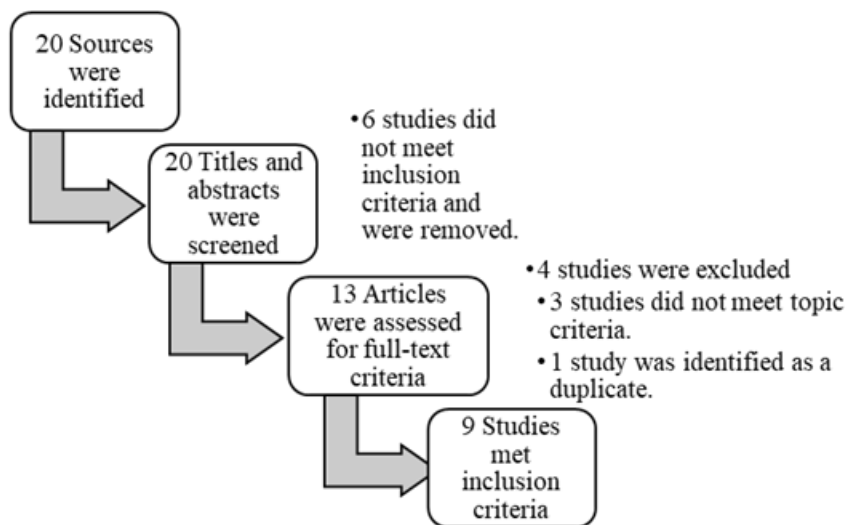 20 Sources
were
identified
20 Titles and
abstracts
were
screened
•6 studies did
not meet
inclusion
criteria and
were removed.
13 Articles
were assessed
for full-text
criteria
•4 studies were excluded
•3 studies did not meet topic
criteria.
•1 study was identified as a
duplicate.
9 Studies
met
inclusion
criteria